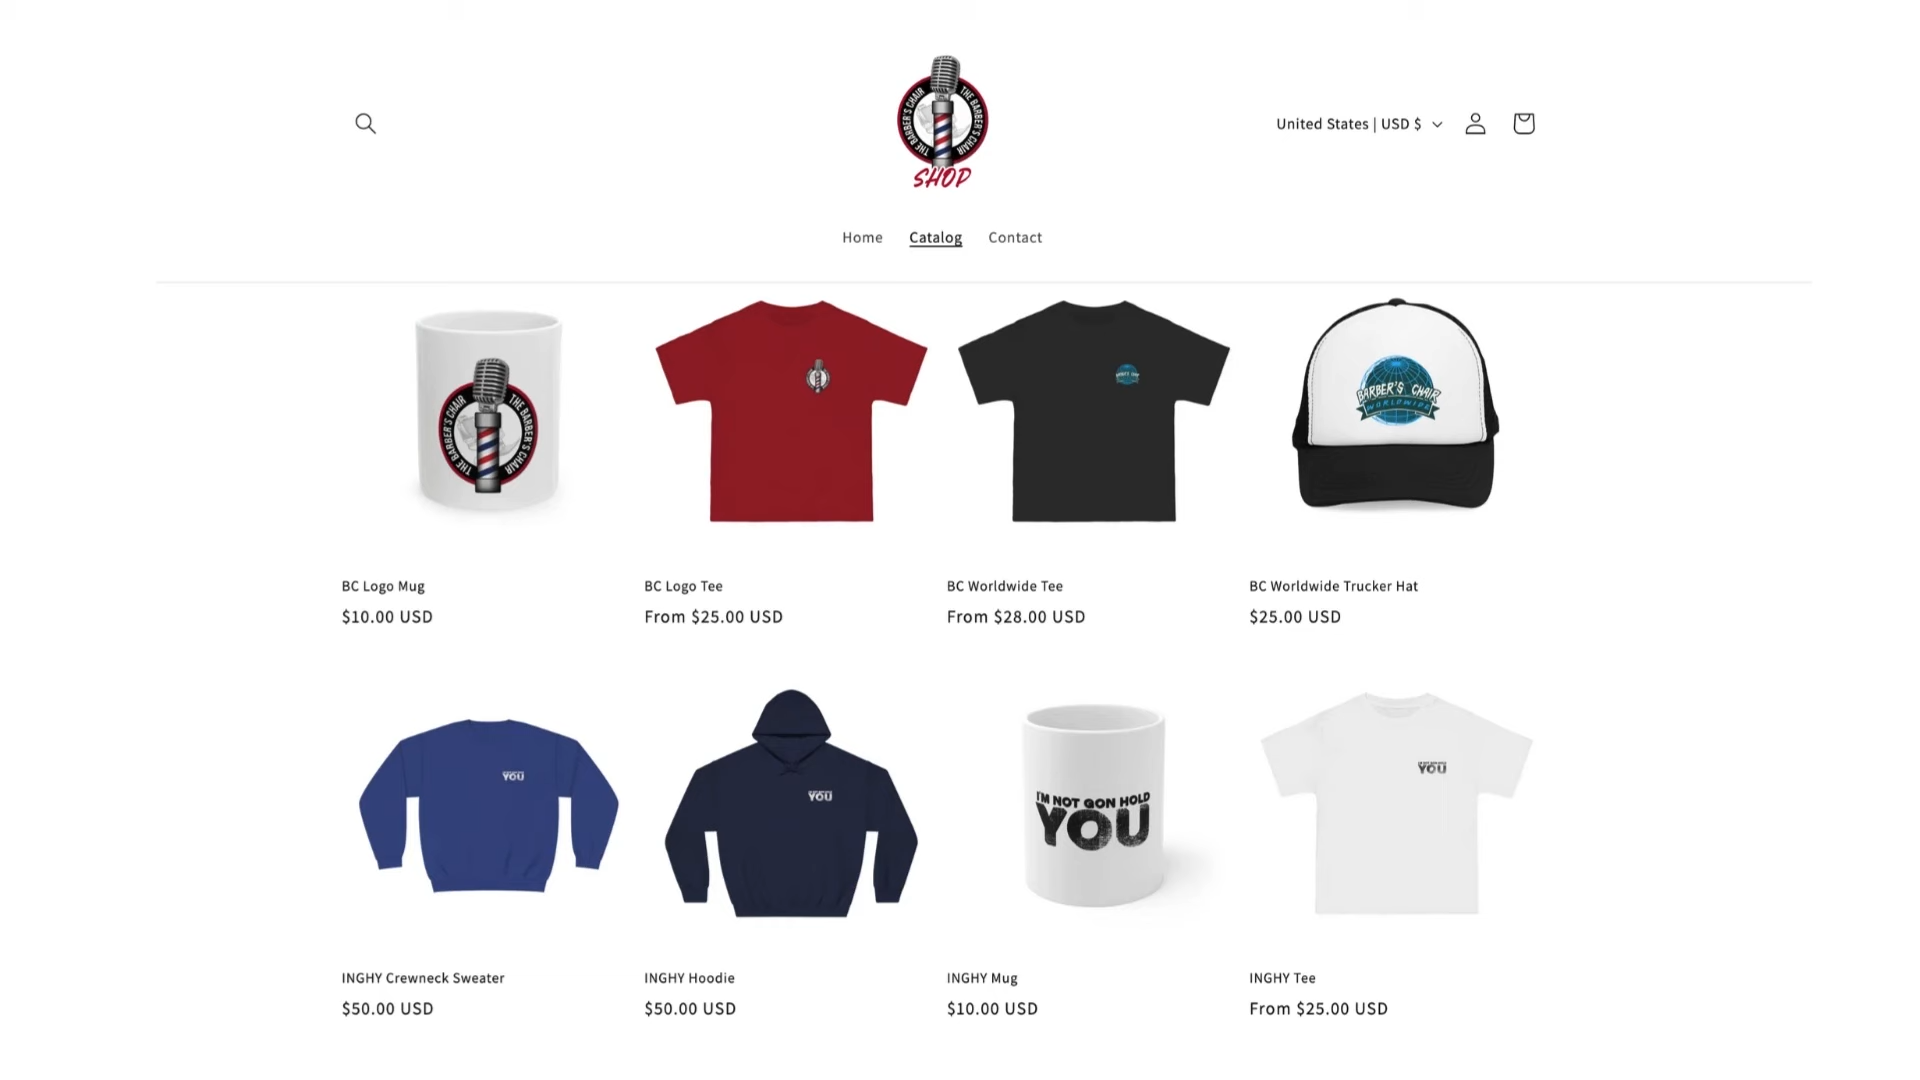 THE BARBER'S CHAIR THE BARBER'S CHAIR
SHOP
United States | USD $
Home Catalog Contact
THE BARBER'S CHAIR THE BARBER'S CHAIR
BARBER'S CHAIR
WORLDWIDE
BC Logo Mug
$10.00 USD
BC Logo Tee
From $25.00 USD
BC Worldwide Tee
From $28.00 USD
BC Worldwide Trucker Hat
$25.00 USD
YOU
YOU
I'M NOT GON HOLD
YOU
I'M NOT GON HOLD
YOU
INGHY Crewneck Sweater
$50.00 USD
INGHY Hoodie
$50.00 USD
INGHY Mug
$10.00 USD
INGHY Tee
From $25.00 USD